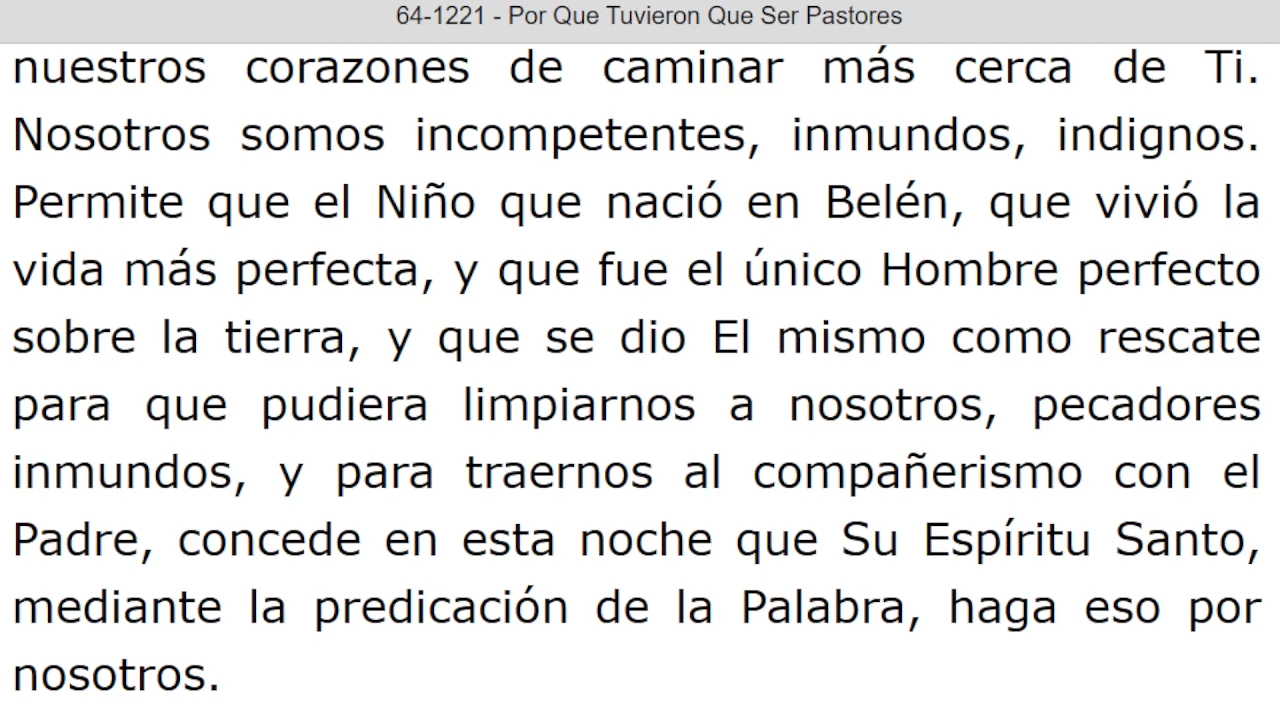 64-1221 - Por Que Tuvieron Que Ser Pastores
nuestros corazones de caminar más cerca de Ti.
Nosotros somos incompetentes, inmundos, indignos.
Permite que el Niño que nació en Belén, que vivió la
vida más perfecta, y que fue el único Hombre perfecto
sobre la tierra, y que se dio El mismo como rescate
para que pudiera limpiarnos a nosotros, pecadores
inmundos, y para traernos al compañerismo con el
Padre, concede en esta noche que Su Espíritu Santo,
mediante la predicación de la Palabra, haga eso por
nosotros.